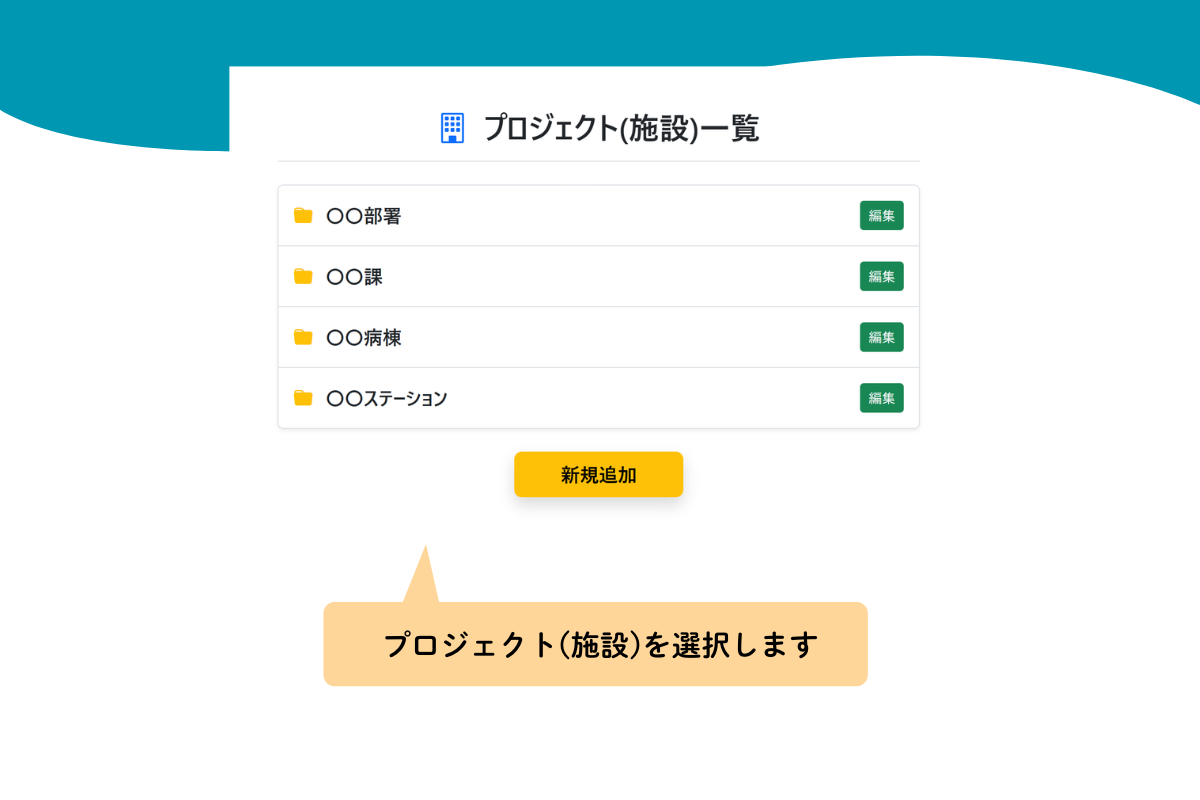 プロジェクト(施設)一覧
〇〇部署
編集
〇〇課
編集
〇〇病棟
編集
〇〇ステーション
編集
新規追加
プロジェクト(施設)を選択します